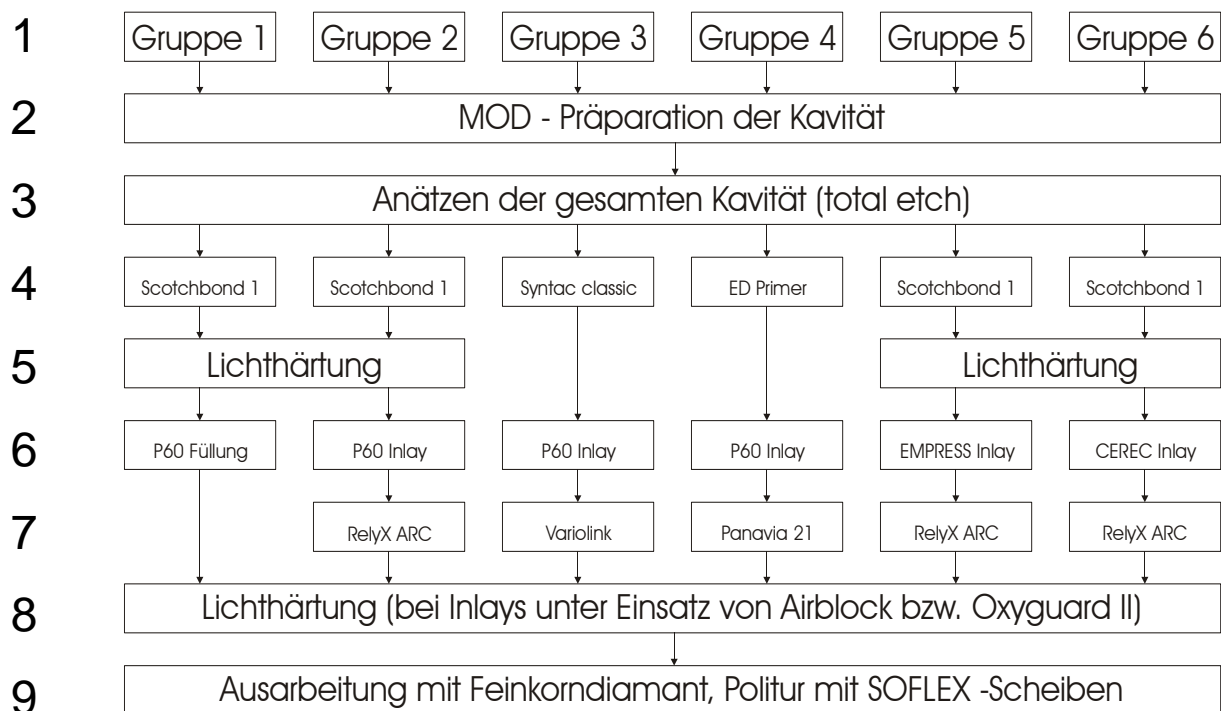 1 Gruppe 1 Gruppe 2 Gruppe 3 Gruppe 4 Gruppe 5 Gruppe 6
2 MOD - Präparation der Kavität
3 Anätzen der gesamten Kavität (total etch)
4 Scotchbond 1 Scotchbond 1 Syntac classic ED Primer Scotchbond 1 Scotchbond 1
5 Lichthärtung Lichthärtung
6 P60 Füllung P60 Inlay P60 Inlay P60 Inlay EMPRESS Inlay CEREC Inlay
7 RelyX ARC Variolink Panavia 21 RelyX ARC RelyX ARC
8 Lichthärtung (bei Inlays unter Einsatz von Airblock bzw. Oxyguard II)
9 Ausarbeitung mit Feinkorndiamant, Politur mit SOFLEX -Scheiben